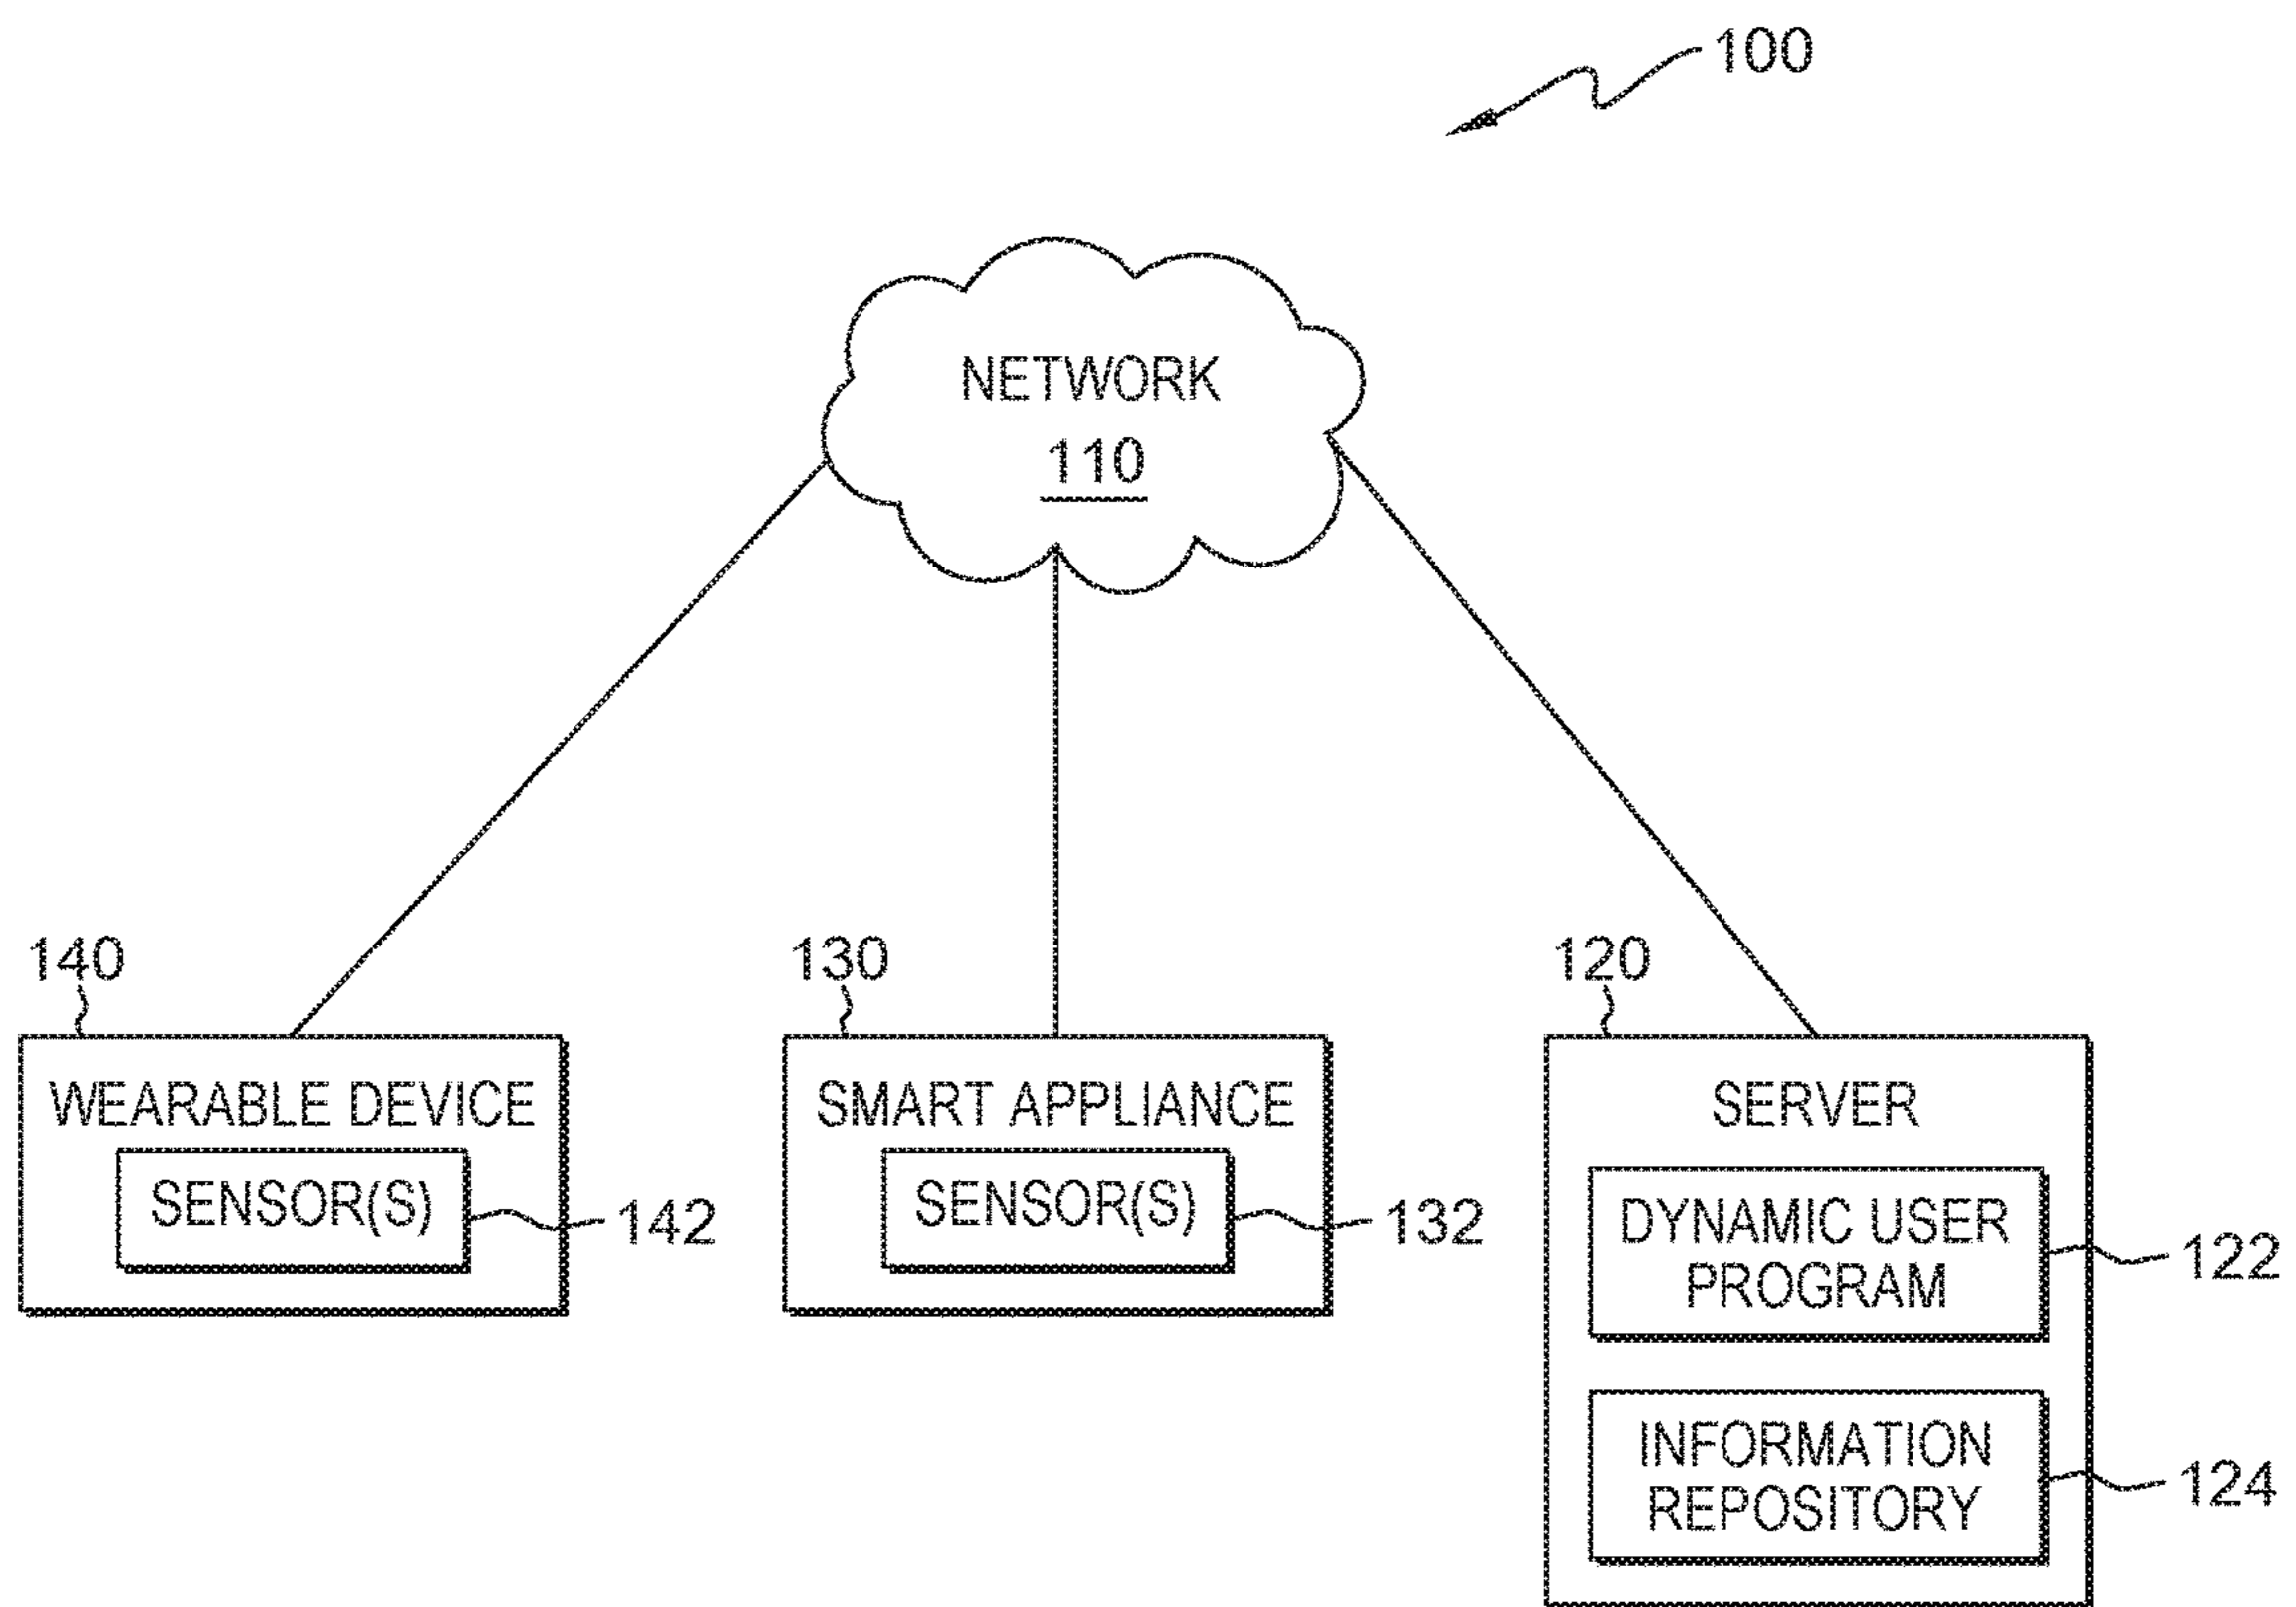 100
NETWORK
110
140
130
120
WEARABLE DEVICE
SENSOR(S)
142
SMART APPLIANCE
SENSOR(S)
132
SERVER
DYNAMIC USER
PROGRAM
122
INFORMATION
REPOSITORY
124